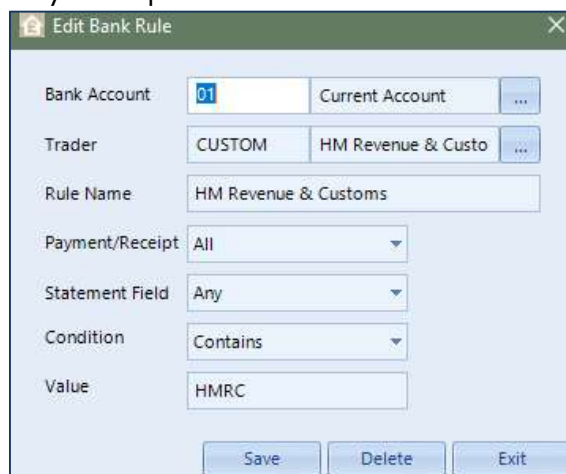 Edit Bank Rule
Bank Account 01 Current Account ...
Trader CUSTOM HM Revenue & Custo ...
Rule Name HM Revenue & Customs
Payment/Receipt All
Statement Field Any
Condition Contains
Value HMRC
Save Delete Exit